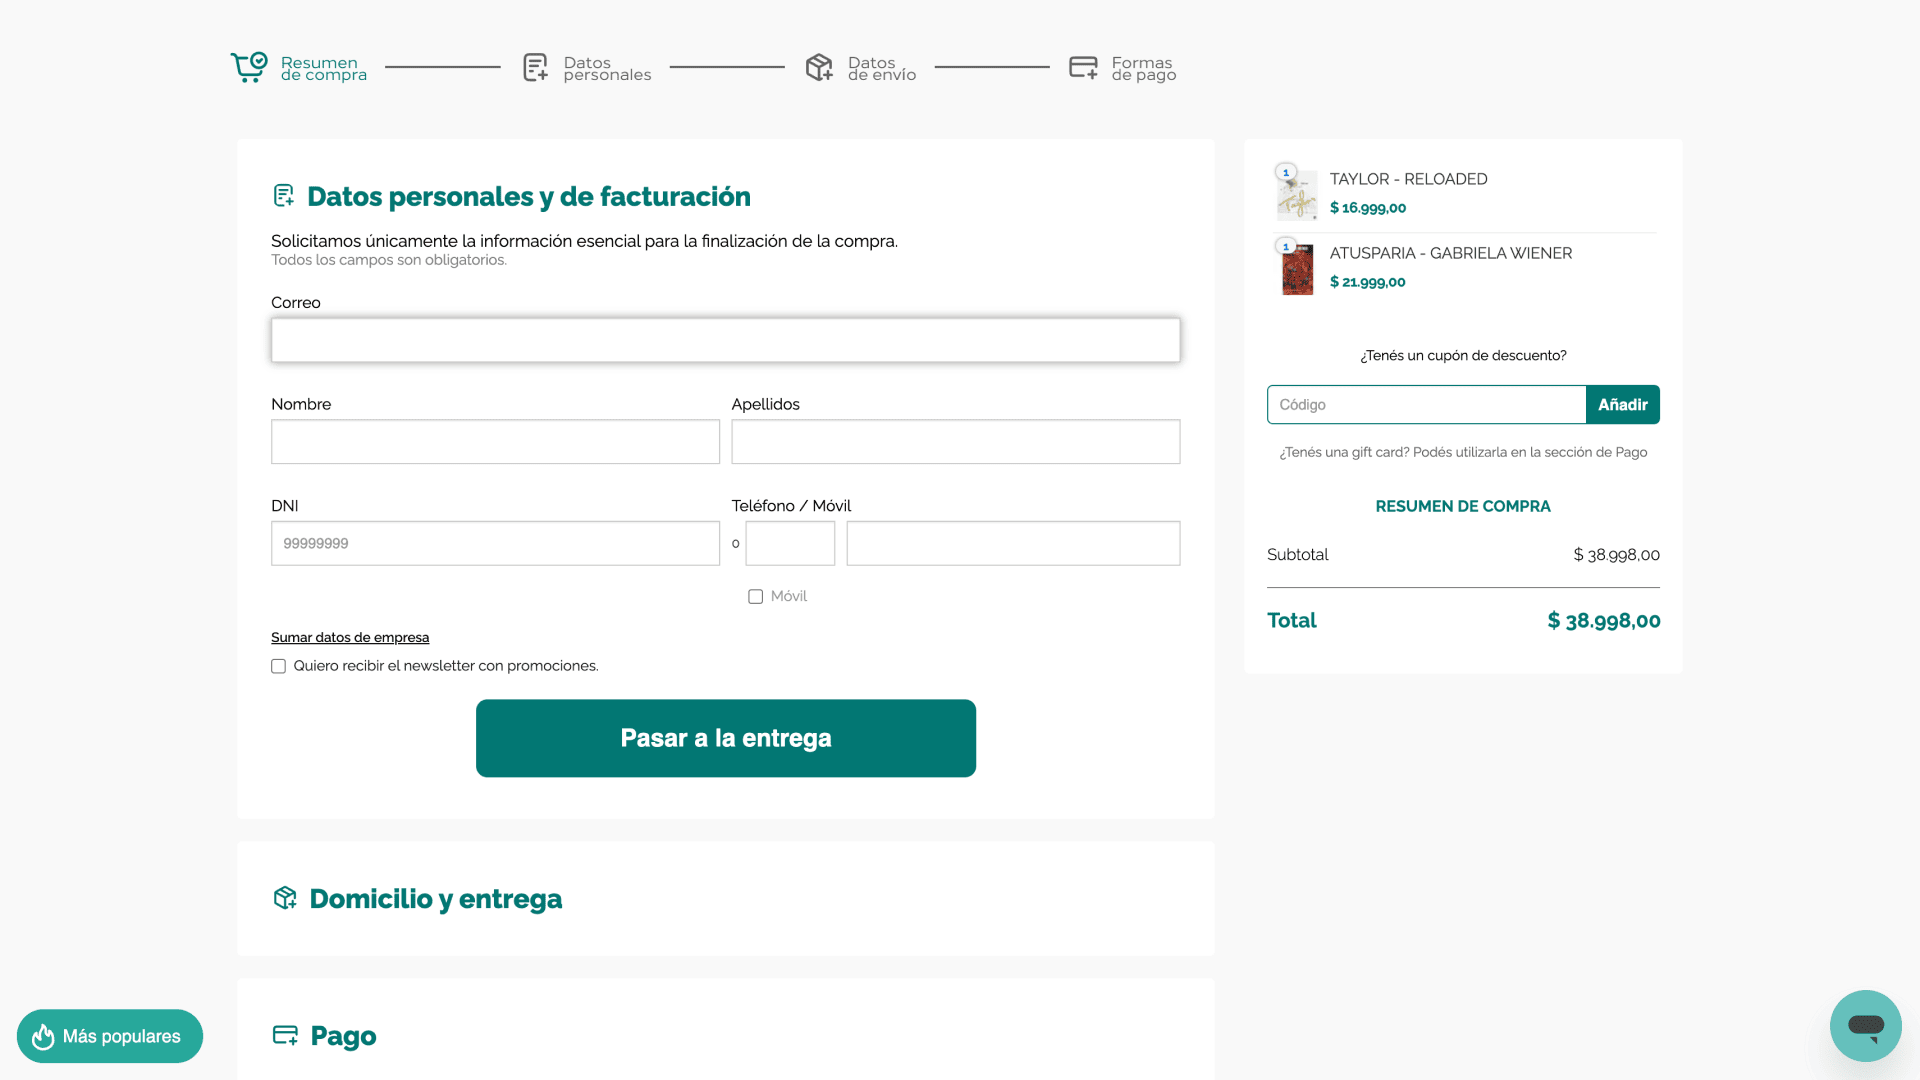 Resumen
de compra
Datos
personales
Datos
de envío
Formas
de pago
Datos personales y de facturación
Solicitamos únicamente la información esencial para la finalización de la compra.
Todos los campos son obligatorios.
Correo
Nombre
Apellidos
DNI
Teléfono / Móvil
99999999
0
Móvil
Sumar datos de empresa
Quiero recibir el newsletter con promociones.
Pasar a la entrega
Domicilio y entrega
Pago
1
TAYLOR - RELOADED
$ 16.999,00
1
ATUSPARIA - GABRIELA WIENER
$ 21.999,00
¿Tenés un cupón de descuento?
Código
Añadir
¿Tenés una gift card? Podés utilizarla en la sección de Pago
RESUMEN DE COMPRA
Subtotal $ 38.998,00
Total $ 38.998,00
Más populares